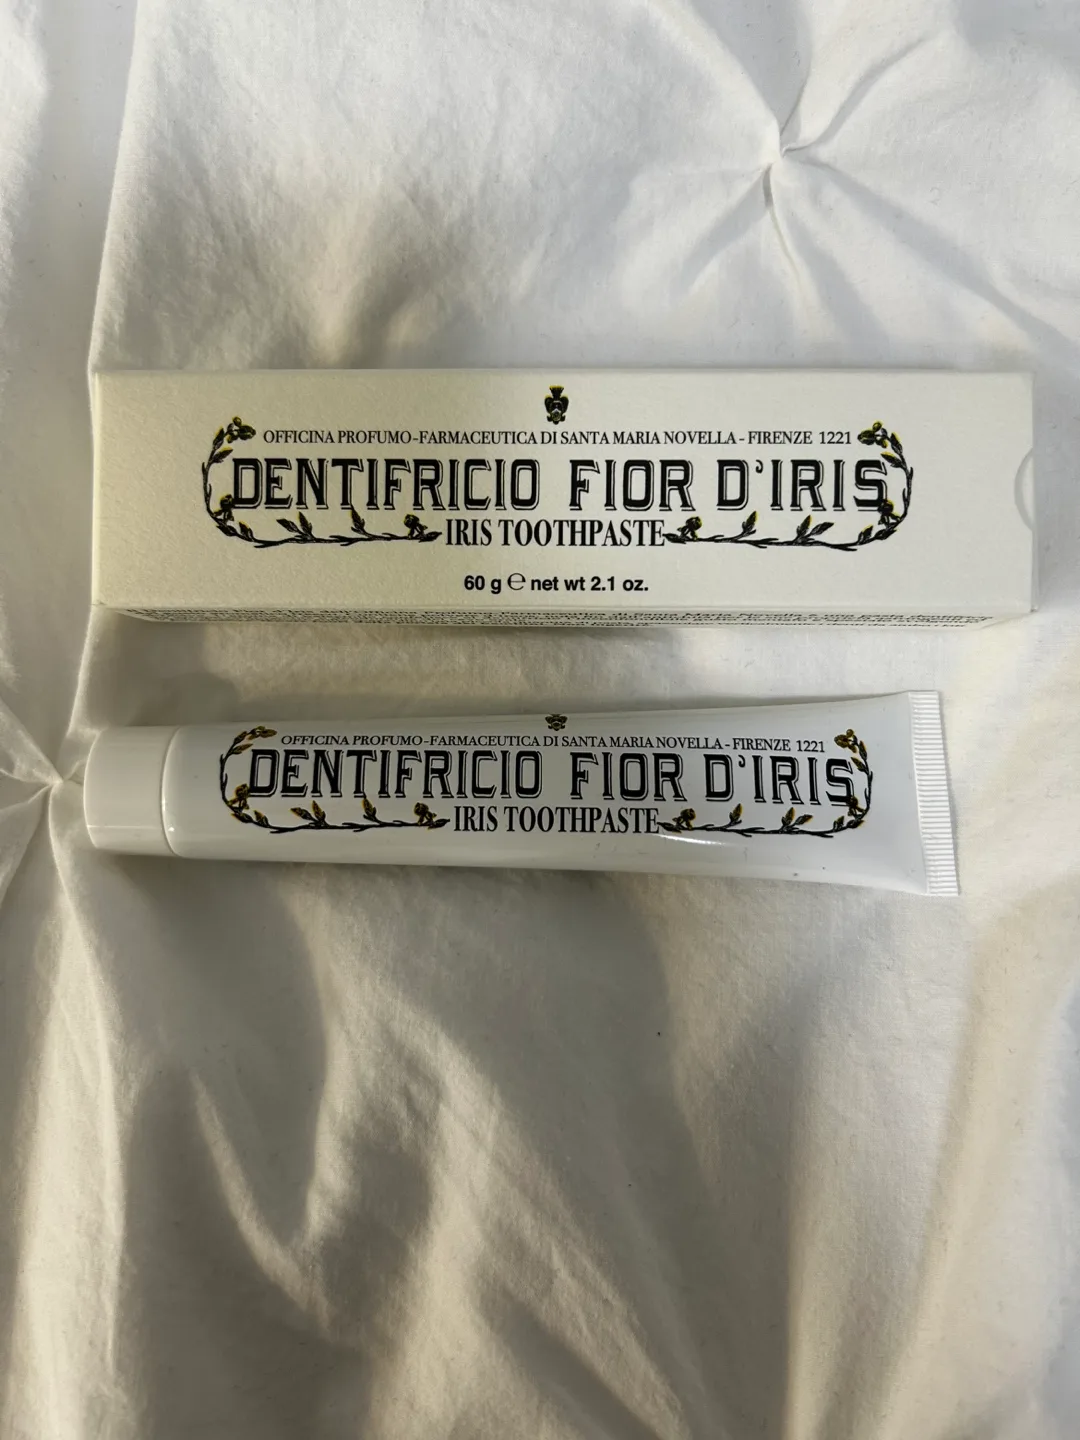 OFFICINA PROFUMO-FARMACEUTICA DI SANTA MARIA NOVELLA - FIRENZE 1221
DENTIFRICIO FIOR D'IRIS
IRIS TOOTHPASTE
60 g ℮ net wt 2.1 oz.
OFFICINA PROFUMO-FARMACEUTICA DI SANTA MARIA NOVELLA - FIRENZE 1221
DENTIFRICIO FIOR D'IRIS
IRIS TOOTHPASTE